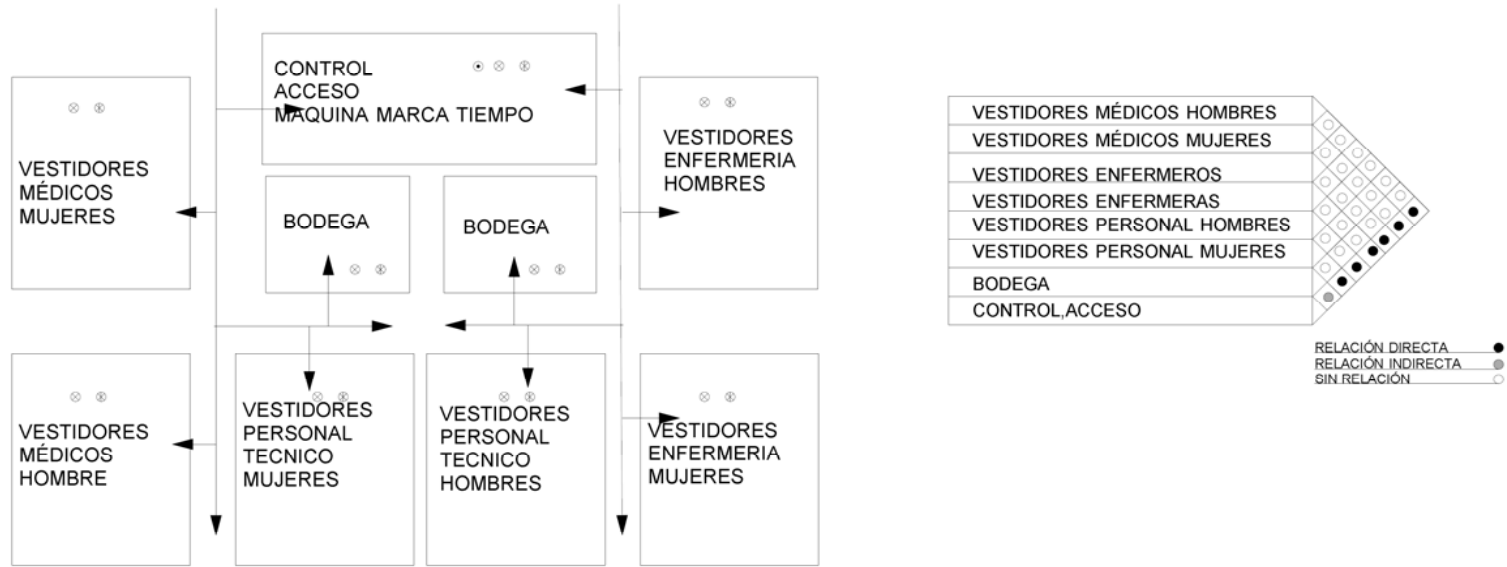 CONTROL
ACCESO
MAQUINA MARCA TIEMPO
VESTIDORES
MÉDICOS
MUJERES
VESTIDORES
ENFERMERIA
HOMBRES
BODEGA
BODEGA
VESTIDORES
MÉDICOS
HOMBRE
VESTIDORES
PERSONAL
TECNICO
MUJERES
VESTIDORES
PERSONAL
TECNICO
HOMBRES
VESTIDORES
ENFERMERIA
MUJERES
VESTIDORES MÉDICOS HOMBRES
VESTIDORES MÉDICOS MUJERES
VESTIDORES ENFERMEROS
VESTIDORES ENFERMERAS
VESTIDORES PERSONAL HOMBRES
VESTIDORES PERSONAL MUJERES
BODEGA
CONTROL,ACCESO
RELACIÓN DIRECTA
RELACIÓN INDIRECTA
SIN RELACIÓN